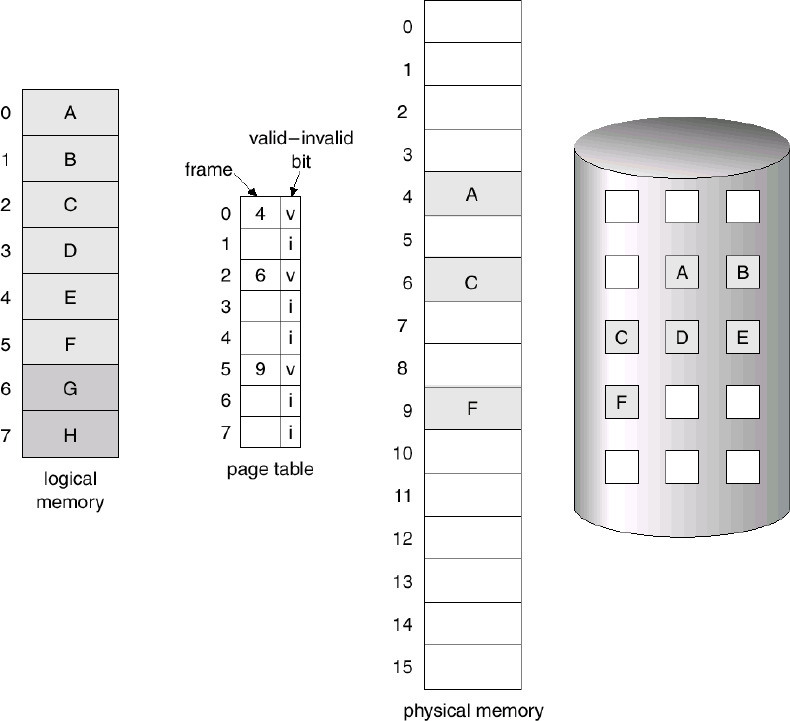 0 A
1 B
2 C
3 D
4 E
5 F
6 G
7 H
logical
memory
valid–invalid
bit
frame
0 4 v
1 i
2 6 v
3 i
4 i
5 9 v
6 i
7 i
page table
0
1
2
3
4 A
5
6 C
7
8
9 F
10
11
12
13
14
15
physical memory
A B
C D E
F